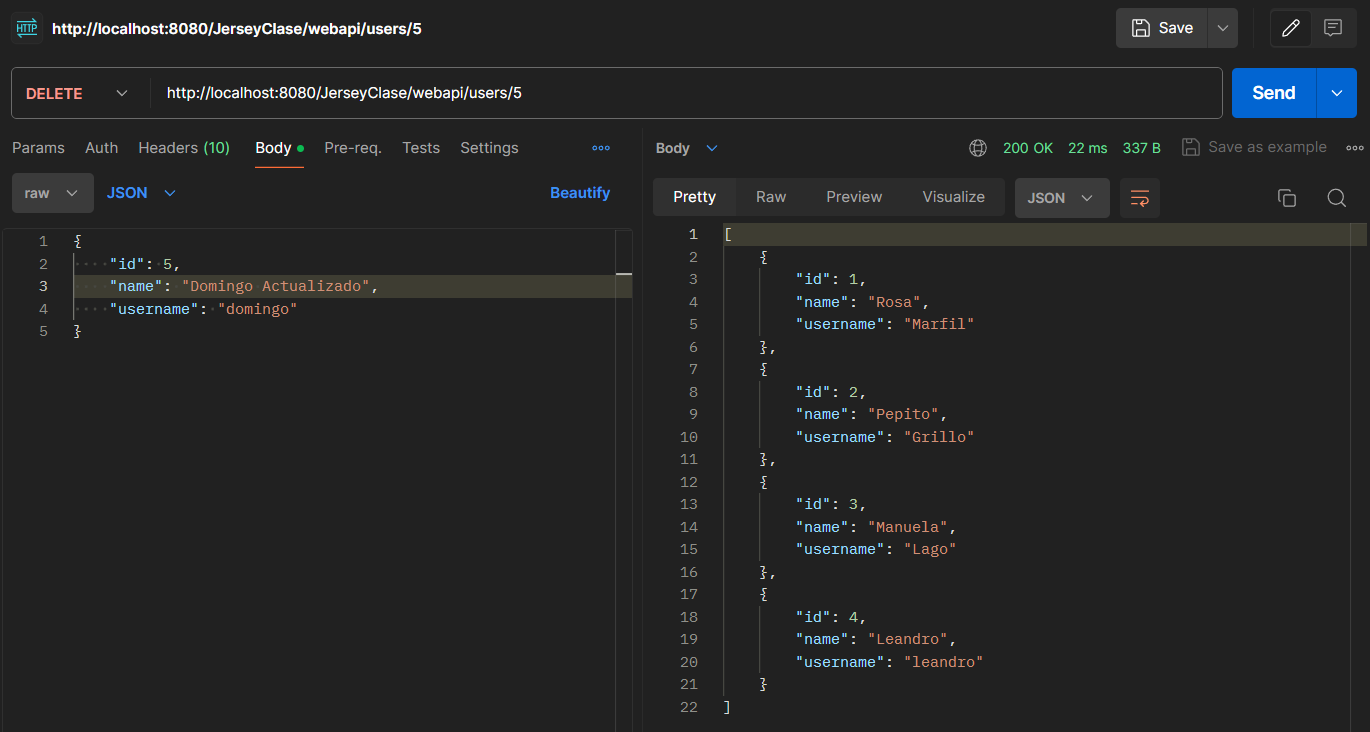 HTTP http://localhost:8080/JerseyClase/webapi/users/5 Save
DELETE http://localhost:8080/JerseyClase/webapi/users/5 Send
Params Auth Headers (10) Body Pre-req. Tests Settings
raw JSON Beautify
1 {
2 "id": 5,
3 "name": "Domingo Actualizado",
4 "username": "domingo"
5 }
Body 200 OK 22 ms 337 B Save as example
Pretty Raw Preview Visualize JSON
1 [
2 {
3 "id": 1,
4 "name": "Rosa",
5 "username": "Marfil"
6 },
7 {
8 "id": 2,
9 "name": "Pepito",
10 "username": "Grillo"
11 },
12 {
13 "id": 3,
14 "name": "Manuela",
15 "username": "Lago"
16 },
17 {
18 "id": 4,
19 "name": "Leandro",
20 "username": "leandro"
21 }
22 ]